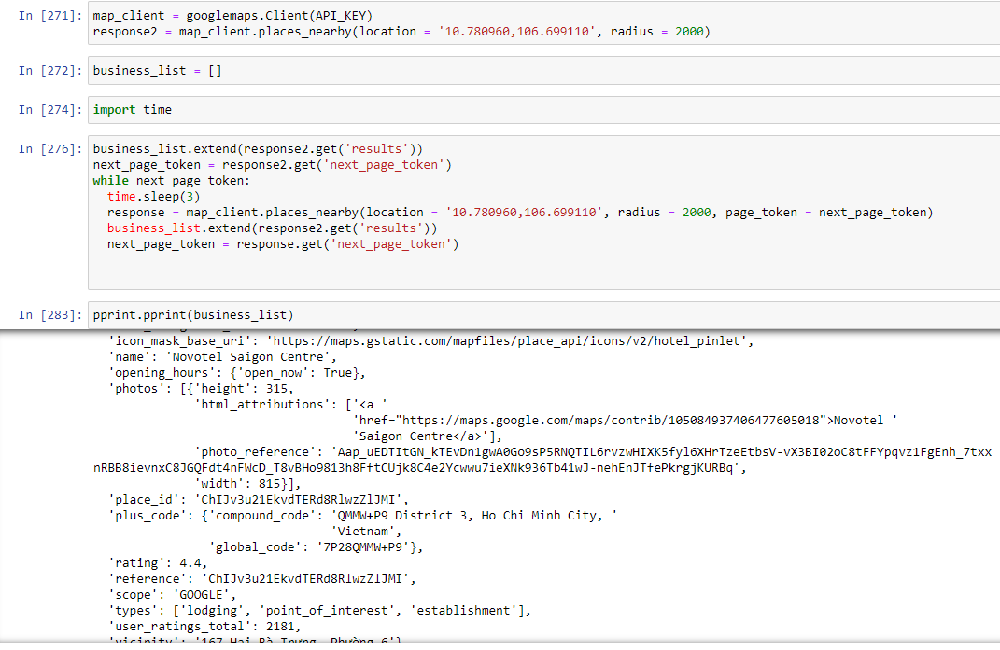 In [271]: map_client = googlemaps.Client(API_KEY)
response2 = map_client.places_nearby(location = '10.780960,106.699110', radius = 2000)
In [272]: business_list = []
In [274]: import time
In [276]: business_list.extend(response2.get('results'))
next_page_token = response2.get('next_page_token')
while next_page_token:
time.sleep(3)
response = map_client.places_nearby(location = '10.780960,106.699110', radius = 2000, page_token = next_page_token)
business_list.extend(response2.get('results'))
next_page_token = response.get('next_page_token')
In [283]: pprint.pprint(business_list)
'icon_mask_base_uri': 'https://maps.gstatic.com/mapfiles/place_api/icons/v2/hotel_pinlet',
'name': 'Novotel Saigon Centre',
'opening_hours': {'open_now': True},
'photos': [{'height': 315,
'html_attributions': ['<a '
'href="https://maps.google.com/maps/contrib/105084937406477605018">Novotel '
'Saigon Centre</a>'],
'photo_reference': 'Aap_uEDTItGN_kTEvDn1gwA0Go9sP5RNQTIL6rvzwHIXK5fyl6XHrTzeEtbsV-vX3BI02oC8tFFYpqvz1FgEnh_7txx
nRBB8ievnxC8JGQFdt4nFWcD_T8vBHo9813h8FftCUjk8C4e2Ycwwu7ieXNk936Tb41wJ-nehEnJTfePkrgjKURBq',
'width': 815}],
'place_id': 'ChIJv3u21EkvdTERd8RlwzZlJMI',
'plus_code': {'compound_code': 'QMMW+P9 District 3, Ho Chi Minh City, '
'Vietnam',
'global_code': '7P28QMMW+P9'},
'rating': 4.4,
'reference': 'ChIJv3u21EkvdTERd8RlwzZlJMI',
'scope': 'GOOGLE',
'types': ['lodging', 'point_of_interest', 'establishment'],
'user_ratings_total': 2181,
'vicinity': '167 Hai Bà Trưng, Phường 6'}